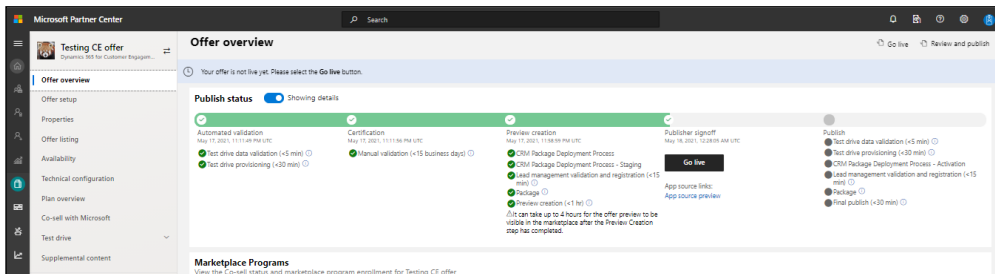 Microsoft Partner Center
Search
Testing CE offer
Dynamics 365 for Customer Engagem...
Offer overview
Offer setup
Properties
Offer listing
Availability
Technical configuration
Plan overview
Co-sell with Microsoft
Test drive
Supplemental content
Offer overview
Go live
Review and publish
Your offer is not live yet. Please select the Go live button.
Publish status
Showing details
Automated validation
May 17, 2021, 11:11:49 PM UTC
Test drive data validation (<5 min)
Test drive provisioning (<30 min)
Certification
May 17, 2021, 11:11:56 PM UTC
Manual validation (<15 business days)
Preview creation
May 17, 2021, 11:58:59 PM UTC
CRM Package Deployment Process
CRM Package Deployment Process - Staging
Lead management validation and registration (<15
min)
Package
Preview creation (<1 hr)
It can take up to 4 hours for the offer preview to be
visible in the marketplace after the Preview Creation
step has completed.
Publisher signoff
May 18, 2021, 12:28:05 AM UTC
Go live
App source links:
App source preview
Publish
Test drive data validation (<5 min)
Test drive provisioning (<30 min)
CRM Package Deployment Process - Activation
Lead management validation and registration (<15
min)
Package
Final publish (<30 min)
Marketplace Programs
View the Co-sell status and marketplace program enrollment for Testing CE offer